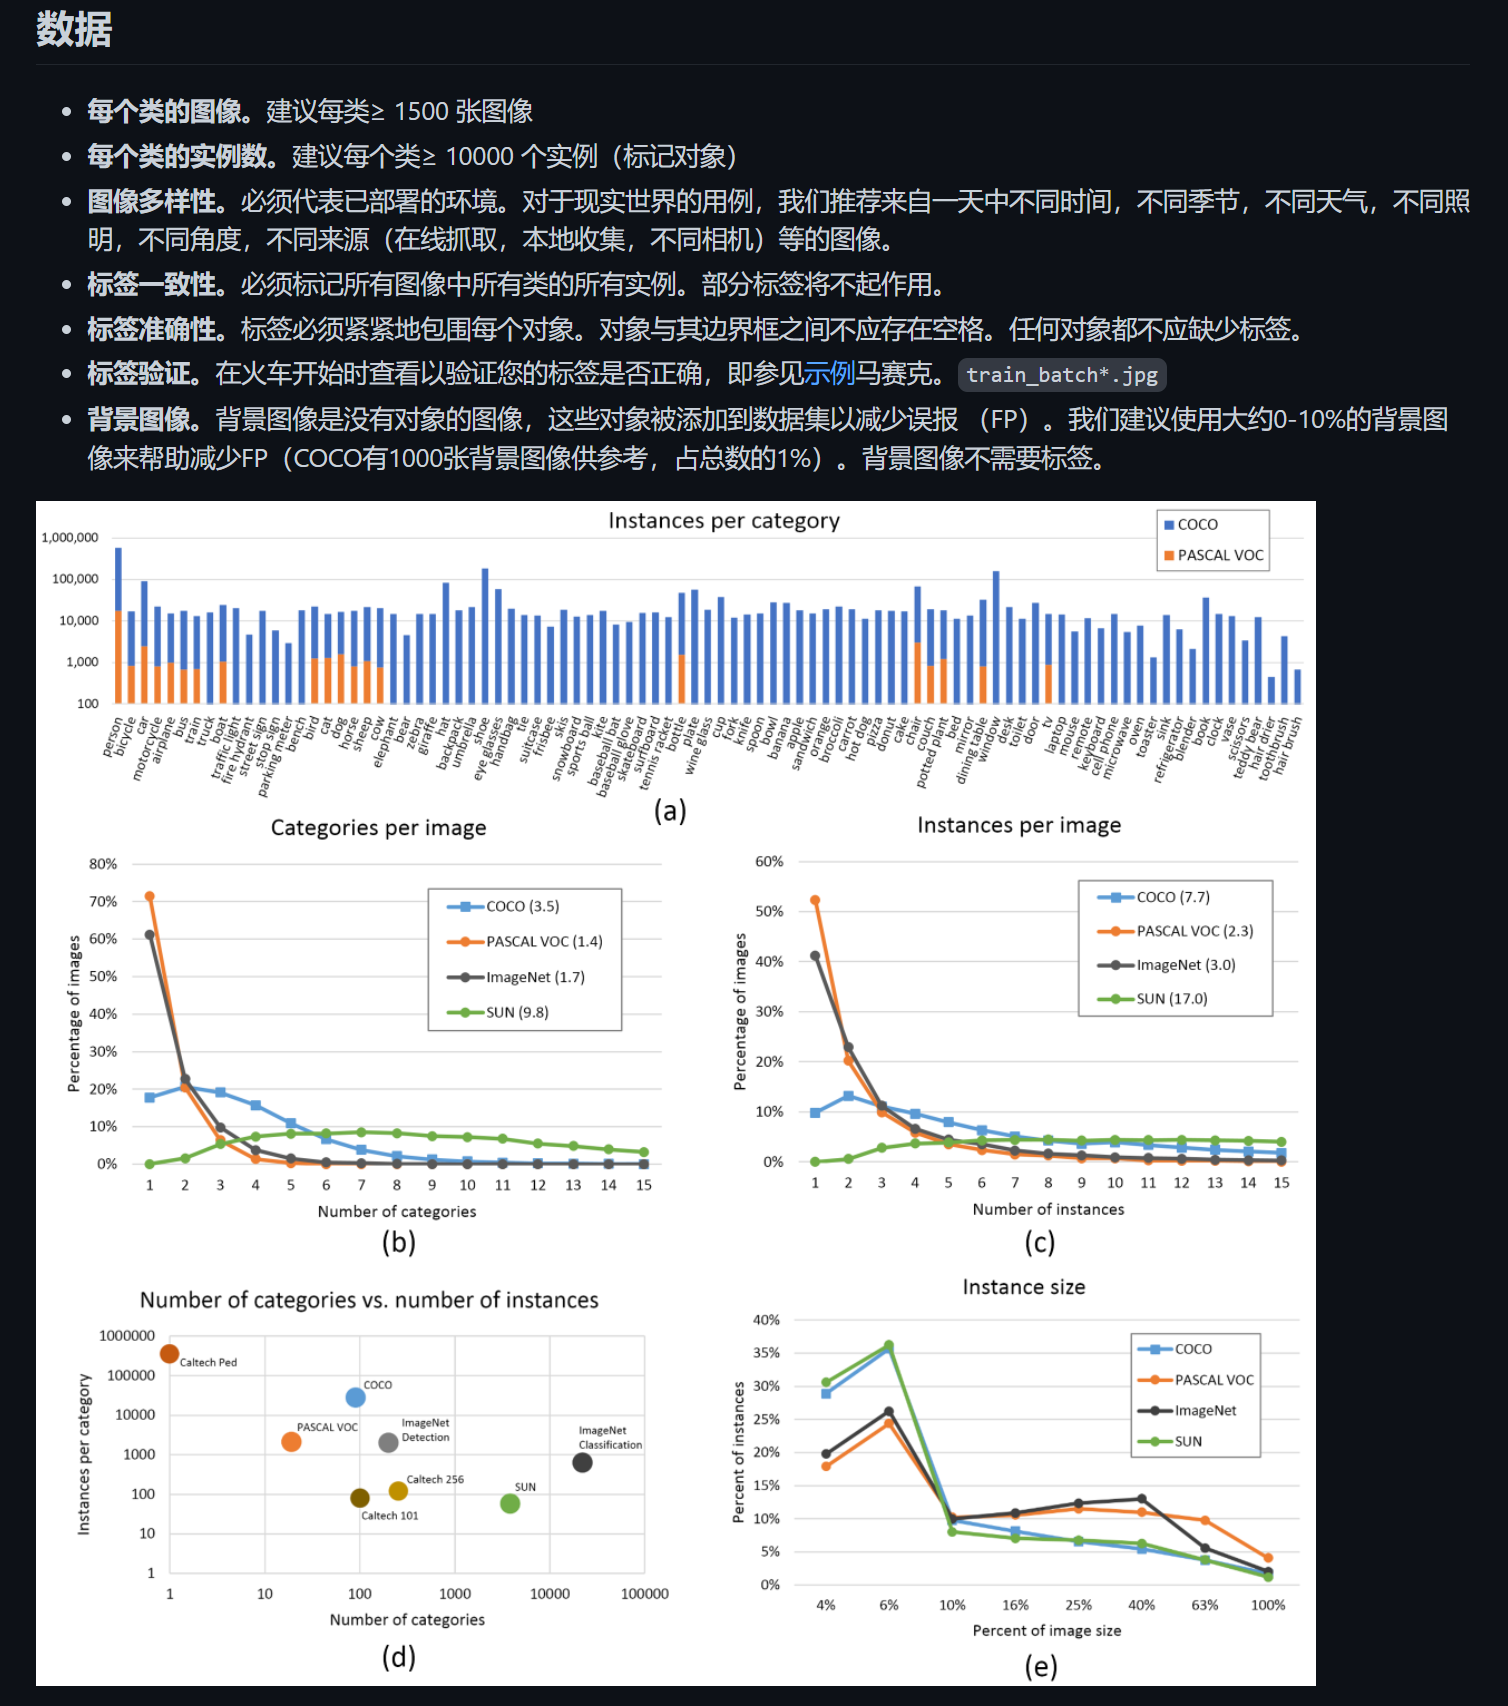 数据
每个类的图像。建议每类≥ 1500 张图像
每个类的实例数。建议每个类≥ 10000 个实例（标记对象）
图像多样性。必须代表已部署的环境。对于现实世界的用例，我们推荐来自一天中不同时间，不同季节，不同天气，不同照
明，不同角度，不同来源（在线抓取，本地收集，不同相机）等的图像。
标签一致性。必须标记所有图像中所有类的所有实例。部分标签将不起作用。
标签准确性。标签必须紧紧地包围每个对象。对象与其边界框之间不应存在空格。任何对象都不应缺少标签。
标签验证。在火车开始时查看以验证您的标签是否正确，即参见示例马赛克。 train_batch*.jpg
背景图像。背景图像是没有对象的图像，这些对象被添加到数据集以减少误报 （FP）。我们建议使用大约0-10%的背景图
像来帮助减少FP（COCO有1000张背景图像供参考，占总数的1%）。背景图像不需要标签。
Instances per category
COCO
PASCAL VOC
1,000,000
100,000
10,000
1,000
100
person
bicycle
car
motorcycle
airplane
bus
train
truck
boat
traffic light
fire hydrant
street sign
stop sign
parking meter
bench
bird
cat
dog
horse
sheep
cow
elephant
bear
zebra
giraffe
hat
backpack
umbrella
shoe
eye glasses
handbag
tie
suitcase
frisbee
skis
snowboard
sports ball
kite
baseball bat
baseball glove
skateboard
surfboard
tennis racket
bottle
plate
wine glass
cup
fork
knife
spoon
bowl
banana
apple
sandwich
orange
broccoli
carrot
hot dog
pizza
donut
cake
chair
couch
potted plant
bed
mirror
dining table
window
desk
toilet
door
tv
laptop
mouse
remote
keyboard
cell phone
microwave
oven
toaster
sink
refrigerator
blender
book
clock
vase
scissors
teddy bear
hair drier
toothbrush
hair brush
(a)
Categories per image
80%
70%
60%
50%
40%
30%
20%
10%
0%
Percentage of images
COCO (3.5)
PASCAL VOC (1.4)
ImageNet (1.7)
SUN (9.8)
1 2 3 4 5 6 7 8 9 10 11 12 13 14 15
Number of categories
(b)
Instances per image
60%
50%
40%
30%
20%
10%
0%
Percentage of images
COCO (7.7)
PASCAL VOC (2.3)
ImageNet (3.0)
SUN (17.0)
1 2 3 4 5 6 7 8 9 10 11 12 13 14 15
Number of instances
(c)
Number of categories vs. number of instances
1000000
100000
10000
1000
100
10
1
Instances per category
Caltech Ped
COCO
PASCAL VOC
ImageNet
Detection
ImageNet
Classification
Caltech 256
Caltech 101
SUN
1 10 100 1000 10000 100000
Number of categories
(d)
Instance size
40%
35%
30%
25%
20%
15%
10%
5%
0%
Percent of instances
COCO
PASCAL VOC
ImageNet
SUN
4% 6% 10% 16% 25% 40% 63% 100%
Percent of image size
(e)